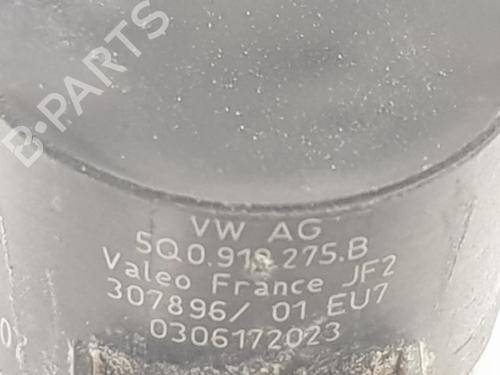 B-PARTS
VW AG
5Q0.919.275.B
Valeo France JF2
307896/ 01 EU7
0306172023